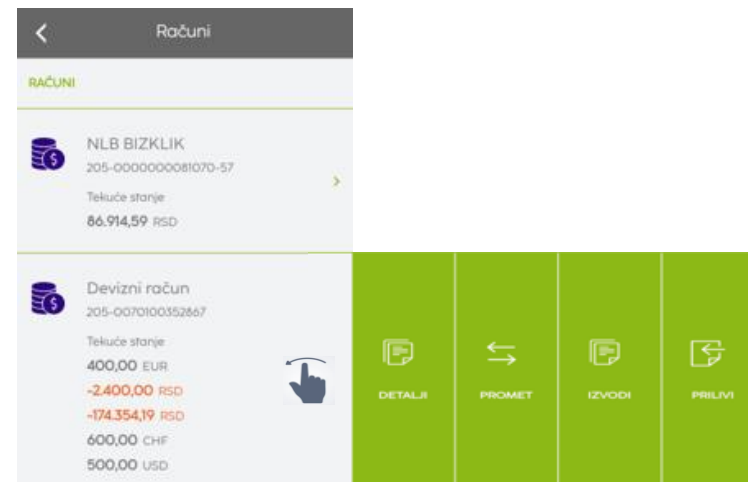 Računi
RAČUNI
NLB BIZKLIK
205-0000000081070-57
Tekuće stanje
86.914,59 RSD
Devizni račun
205-0070100352867
Tekuće stanje
400,00 EUR
-2.400,00 RSD
-174.354,19 RSD
600,00 CHF
500,00 USD
DETALJI
PROMET
IZVODI
PRILIVI